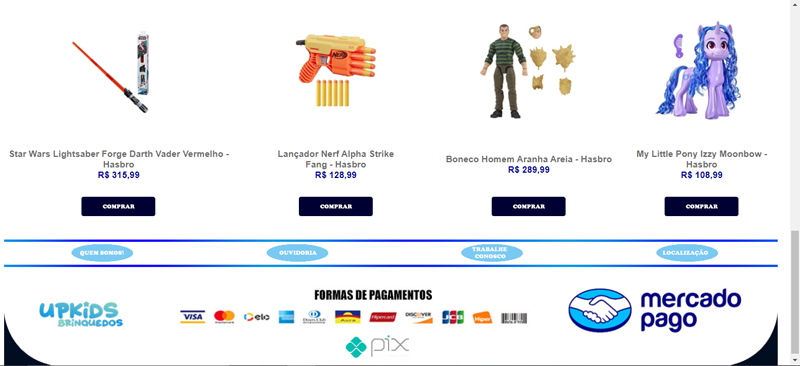 Star Wars Lightsaber Forge Darth Vader Vermelho -
Hasbro
R$ 315,99
COMPRAR
Lançador Nerf Alpha Strike
Fang - Hasbro
R$ 128,99
COMPRAR
Boneco Homem Aranha Areia - Hasbro
R$ 289,99
COMPRAR
My Little Pony Izzy Moonbow -
Hasbro
R$ 108,99
COMPRAR
QUEM SOMOS!
OUVIDORIA
TRABALHE
CONOSCO
LOCALIZAÇÃO
UPKIDS
BRINQUEDOS
FORMAS DE PAGAMENTOS
VISA
elo
Hipercard
DISCOVER
JCB
Hiper
pix
mercado
pago